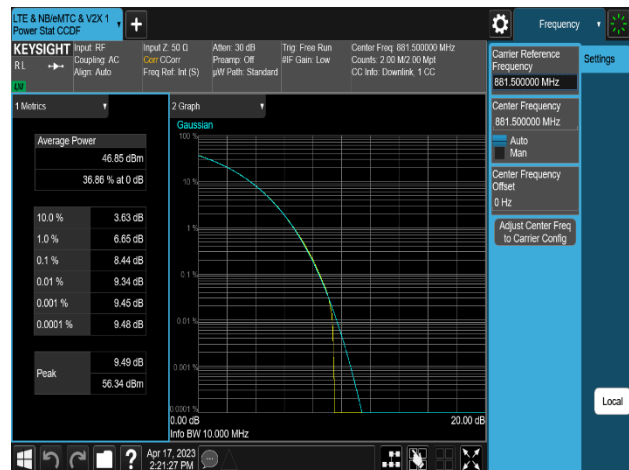 LTE & NB/eMTC & V2X 1
Power Stat CCDF
Frequency
KEYSIGHT
RL
Input: RF
Coupling: AC
Align: Auto
Input Z: 50 Ω
Corr CCorr
Freq Ref: Int (S)
Atten: 30 dB
Preamp: Off
µW Path: Standard
Trig: Free Run
#IF Gain: Low
Center Freq: 881.500000 MHz
Counts: 2.00 M/2.00 Mpt
CC Info: Downlink, 1 CC
1 Metrics
Average Power
46.85 dBm
36.86 % at 0 dB
10.0 % 3.63 dB
1.0 % 6.65 dB
0.1 % 8.44 dB
0.01 % 9.34 dB
0.001 % 9.45 dB
0.0001 % 9.48 dB
Peak
9.49 dB
56.34 dBm
2 Graph
Gaussian
100 %
10 %
1 %
0.1 %
0.01 %
0.001 %
0.0001 %
0.00 dB
20.00 dB
Info BW 10.000 MHz
Carrier Reference
Frequency
881.500000 MHz
Center Frequency
881.500000 MHz
Auto
Man
Center Frequency
Offset
0 Hz
Adjust Center Freq
to Carrier Config
Settings
Local
?
Apr 17, 2023
2:21:27 PM